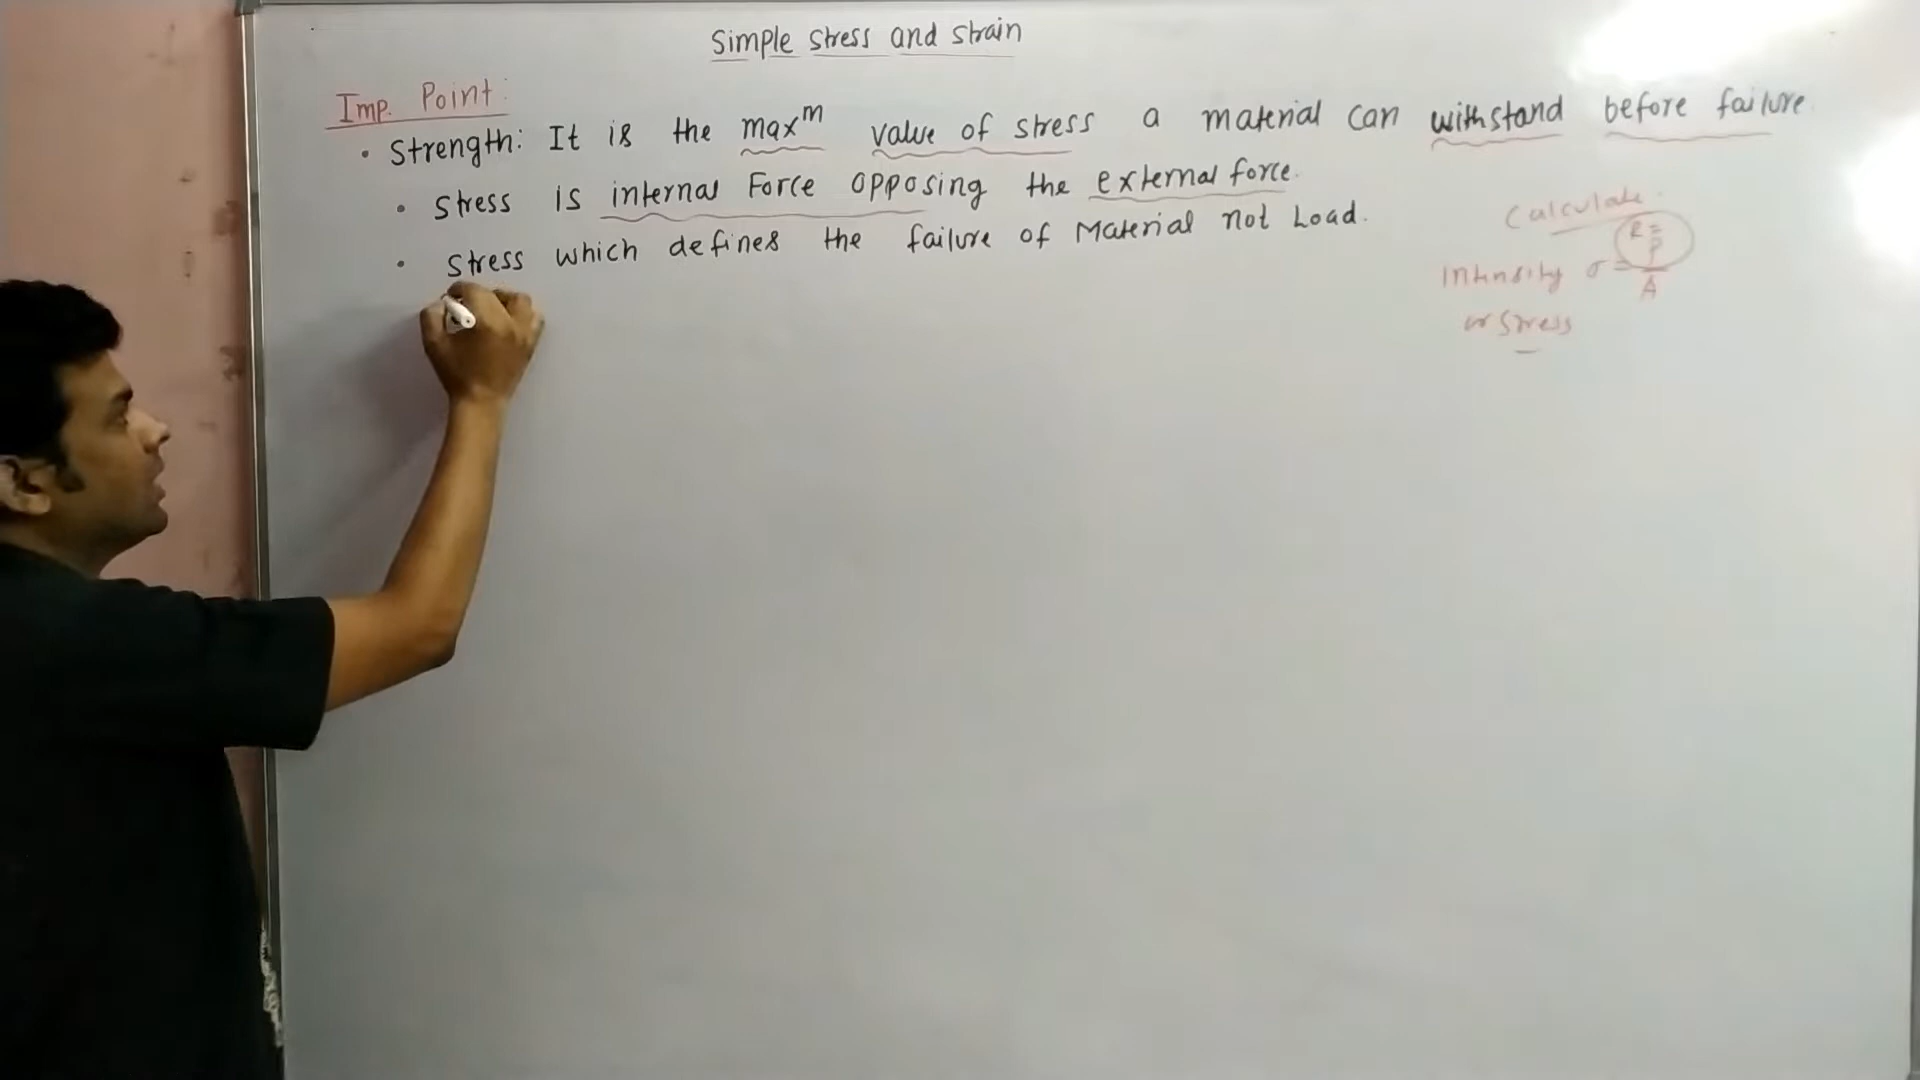 Simple stress and strain
Imp. Point:
• Strength: It is the maxᵐ value of stress a material can withstand before failure.
• stress is internal Force opposing the external force.
• stress which defines the failure of Material not Load.
Calculate
R=
Intensity σ = P/A
or stress